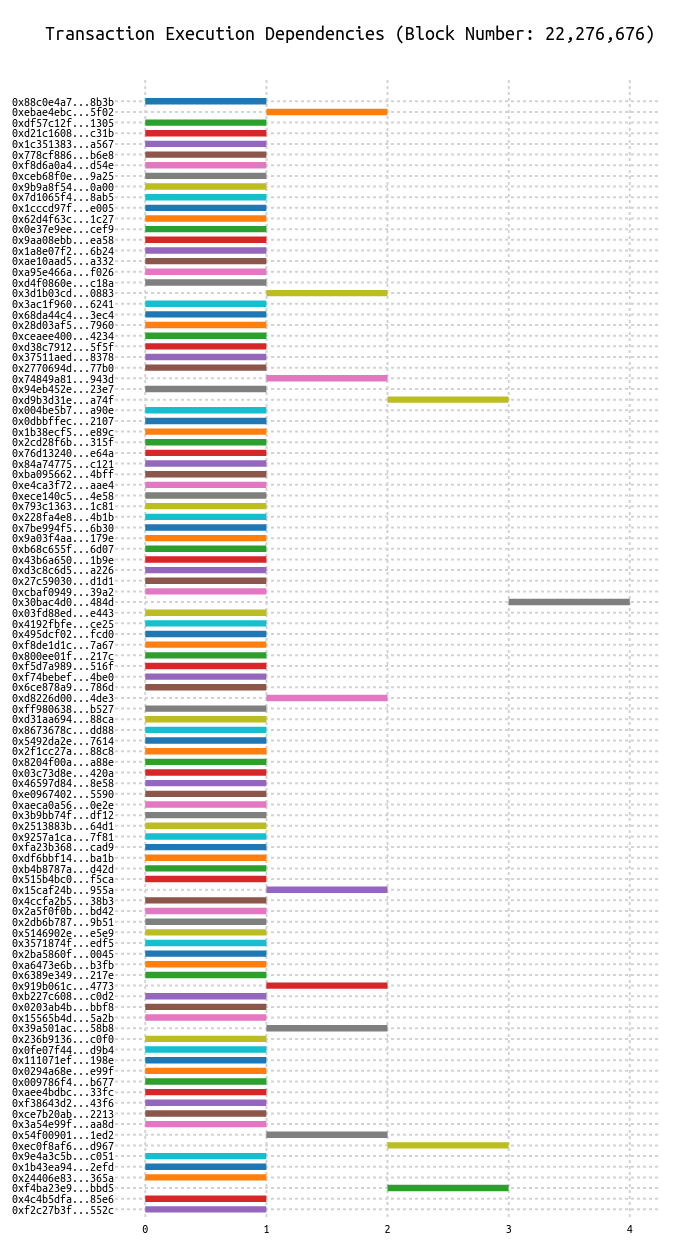 Transaction Execution Dependencies (Block Number: 22,276,676)
0x88c0e4a7...8b3b
0xebae4ebc...5f02
0xdf57c12f...1305
0xd21c1608...c31b
0x1c351383...a567
0x778cf886...b6e8
0xf8d6a0a4...d54e
0xceb68f0e...9a25
0x9b9a8f54...0a00
0x7d1065f4...8ab5
0x1cccd97f...e005
0x62d4f63c...1c27
0x0e37e9ee...cef9
0x9aa08ebb...ea58
0x1a8e07f2...6b24
0xae10aad5...a332
0xa95e466a...f026
0xd4f0860e...c18a
0x3d1b03cd...0883
0x3ac1f960...6241
0x68da44c4...3ec4
0x28d03af5...7960
0xceaee400...4234
0xd38c7912...5f5f
0x37511aed...8378
0x2770694d...77b0
0x74849a81...943d
0x94eb452e...23e7
0xd9b3d31e...a74f
0x004be5b7...a90e
0x0dbbffec...2107
0x1b38ecf5...e89c
0x2cd28f6b...315f
0x76d13240...e64a
0x84a74775...c121
0xba095662...4bff
0xe4ca3f72...aae4
0xece140c5...4e58
0x793c1363...1c81
0x228fa4e8...4b1b
0x7be994f5...6b30
0x9a03f4aa...179e
0xb68c655f...6d07
0x43b6a650...1b9e
0xd3c8c6d5...a226
0x27c59030...d1d1
0xcbaf0949...39a2
0x30bac4d0...484d
0x03fd88ed...e443
0x4192fbfe...ce25
0x495dcf02...fcd0
0xf8de1d1c...7a67
0x800ee01f...217c
0xf5d7a989...516f
0xf74bebef...4be0
0x6ce878a9...786d
0xd8226d00...4de3
0xff980638...b527
0xd31aa694...88ca
0x8673678c...dd88
0x5492da2e...7614
0x2f1cc27a...88c8
0x8204f00a...a88e
0x03c73d8e...420a
0x46597d84...8e58
0xe0967402...5590
0xaeca0a56...0e2e
0x3b9bb74f...df12
0x2513883b...64d1
0x9257a1ca...7f81
0xfa23b368...cad9
0xdf6bbf14...ba1b
0xb4b8787a...d42d
0x515b4bc0...f5ca
0x15caf24b...955a
0x4ccfa2b5...38b3
0x2a5f0f0b...bd42
0x2db6b787...9b51
0x5146902e...e5e9
0x3571874f...edf5
0x2ba5860f...0045
0xa6473e6b...b3fb
0x6389e349...217e
0x919b061c...4773
0xb227c608...c0d2
0x0203ab4b...bbf8
0x15565b4d...5a2b
0x39a501ac...58b8
0x236b9136...c0f0
0x0fe07f44...d9b4
0x111071ef...198e
0x0294a68e...e99f
0x009786f4...b677
0xaee4bdbc...33fc
0xf38643d2...43f6
0xce7b20ab...2213
0x3a54e99f...aa8d
0x54f00901...1ed2
0xec0f8af6...d967
0x9e4a3c5b...c051
0x1b43ea94...2efd
0x24406e83...365a
0xf4ba23e9...bbd5
0x4c4b5dfa...85e6
0xf2c27b3f...552c
0 1 2 3 4